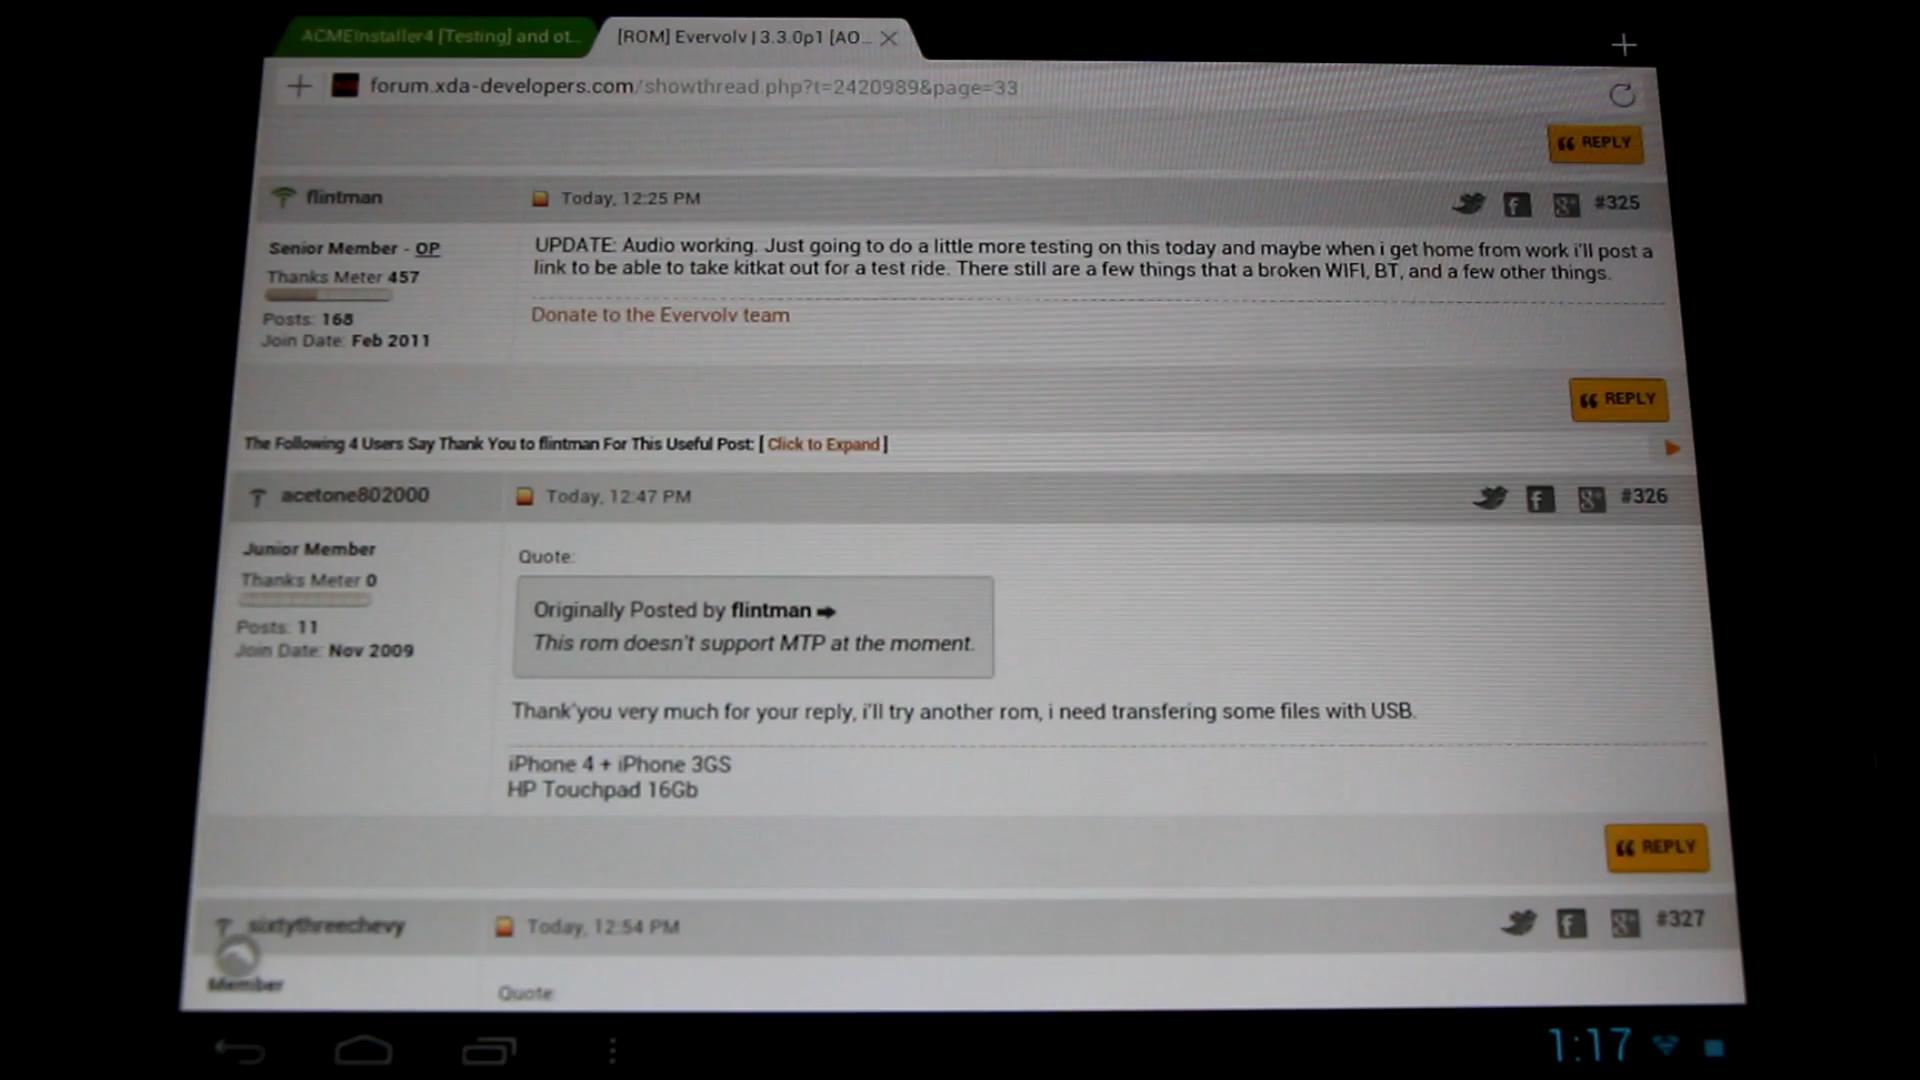 ACMEInstaller4 [Testing] and ot...
[ROM] Evervolv | 3.3.0p1 [AO...
forum.xda-developers.com/showthread.php?t=2420989&page=33
REPLY
flintman
Today, 12:25 PM
#325
Senior Member - OP
Thanks Meter 457
Posts: 168
Join Date: Feb 2011
UPDATE: Audio working. Just going to do a little more testing on this today and maybe when i get home from work i'll post a
link to be able to take kitkat out for a test ride. There still are a few things that a broken WIFI, BT, and a few other things.
Donate to the Evervolv team
REPLY
The Following 4 Users Say Thank You to flintman For This Useful Post: [ Click to Expand ]
acetone802000
Today, 12:47 PM
#326
Junior Member
Thanks Meter 0
Posts: 11
Join Date: Nov 2009
Quote:
Originally Posted by flintman
This rom doesn't support MTP at the moment.
Thank you very much for your reply, i'll try another rom, i need transfering some files with USB.
iPhone 4 + iPhone 3GS
HP Touchpad 16Gb
REPLY
sixtythreechevy
Today, 12:54 PM
#327
Member
Quote:
1:17